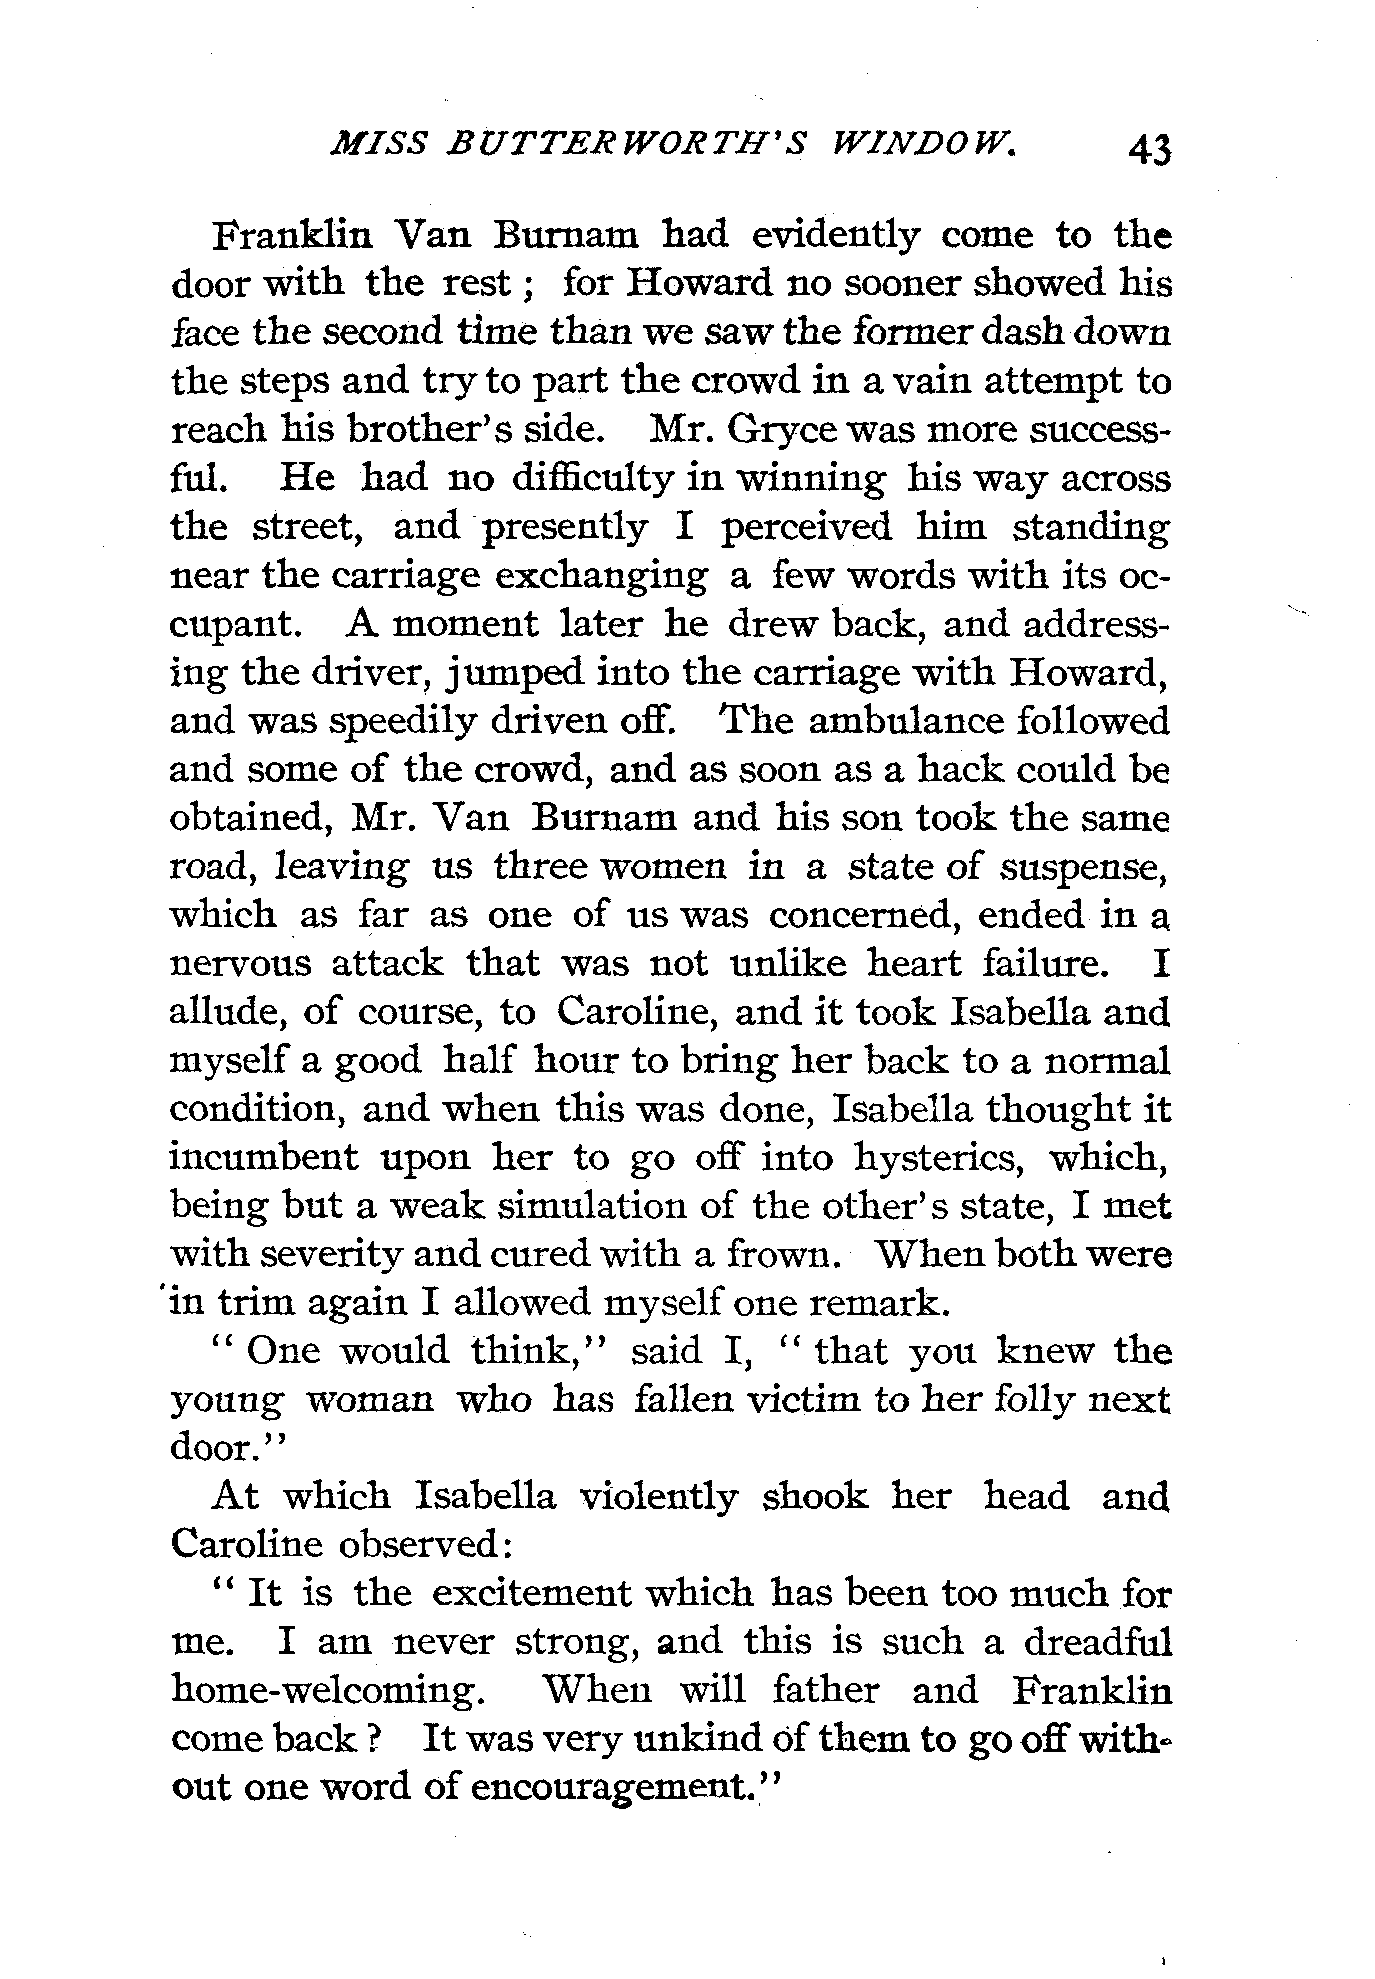 MISS BUTTERWORTH'S WINDOW. 43
Franklin Van Burnam had evidently come to the
door with the rest ; for Howard no sooner showed his
face the second time than we saw the former dash down
the steps and try to part the crowd in a vain attempt to
reach his brother's side. Mr. Gryce was more success-
ful. He had no difficulty in winning his way across
the street, and presently I perceived him standing
near the carriage exchanging a few words with its oc-
cupant. A moment later he drew back, and address-
ing the driver, jumped into the carriage with Howard,
and was speedily driven off. The ambulance followed
and some of the crowd, and as soon as a hack could be
obtained, Mr. Van Burnam and his son took the same
road, leaving us three women in a state of suspense,
which as far as one of us was concerned, ended in a
nervous attack that was not unlike heart failure. I
allude, of course, to Caroline, and it took Isabella and
myself a good half hour to bring her back to a normal
condition, and when this was done, Isabella thought it
incumbent upon her to go off into hysterics, which,
being but a weak simulation of the other's state, I met
with severity and cured with a frown. When both were
in trim again I allowed myself one remark.
" One would think," said I, " that you knew the
young woman who has fallen victim to her folly next
door."
At which Isabella violently shook her head and
Caroline observed:
" It is the excitement which has been too much for
me. I am never strong, and this is such a dreadful
home-welcoming. When will father and Franklin
come back ? It was very unkind of them to go off with-
out one word of encouragement."